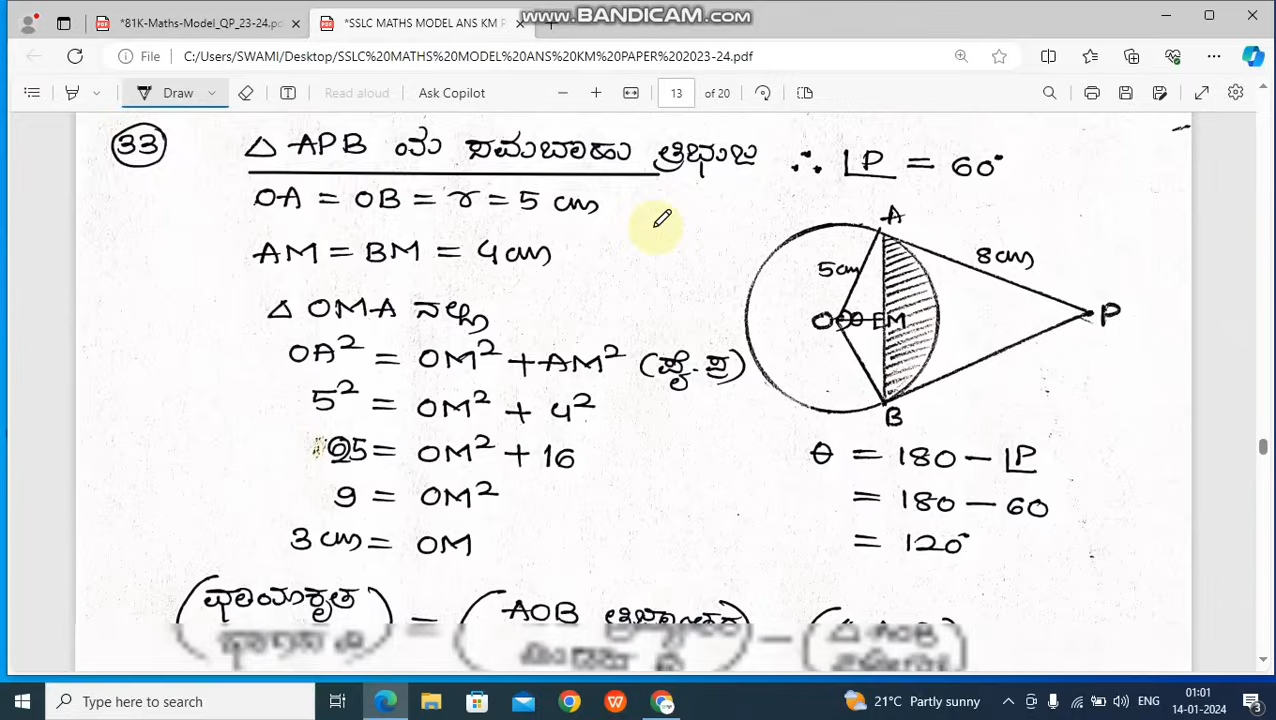 www.BANDICAM.com
*81K-Maths-Model_QP_23-24.pd
*SSLC MATHS MODEL ANS KM P
File
C:/Users/SWAMI/Desktop/SSLC%20MATHS%20MODEL%20ANS%20KM%20PAPER%202023-24.pdf
Draw
Read aloud
Ask Copilot
13 of 20
33
△ APB ಯು ಸಮಬಾಹು ತ್ರಿಭುಜ ∴ ∟P = 60°
OA = OB = r = 5 cm
AM = BM = 4 cm
△ OMA ನಲ್ಲಿ
OA² = OM² + AM² (ಪೈ. ಪ್ರ)
5² = OM² + 4²
25 = OM² + 16
9 = OM²
3 cm = OM
A
8cm
5cm
O
M
P
B
θ = 180 – ∟P
= 180 – 60
= 120°
(ಛಾಯಾಕೃತ) = (AOB ತ್ರಿಜ್ಯಾಂತರ) – (△ AOB)
Type here to search
21°C Partly sunny
ENG
01:01
14-01-2024
3